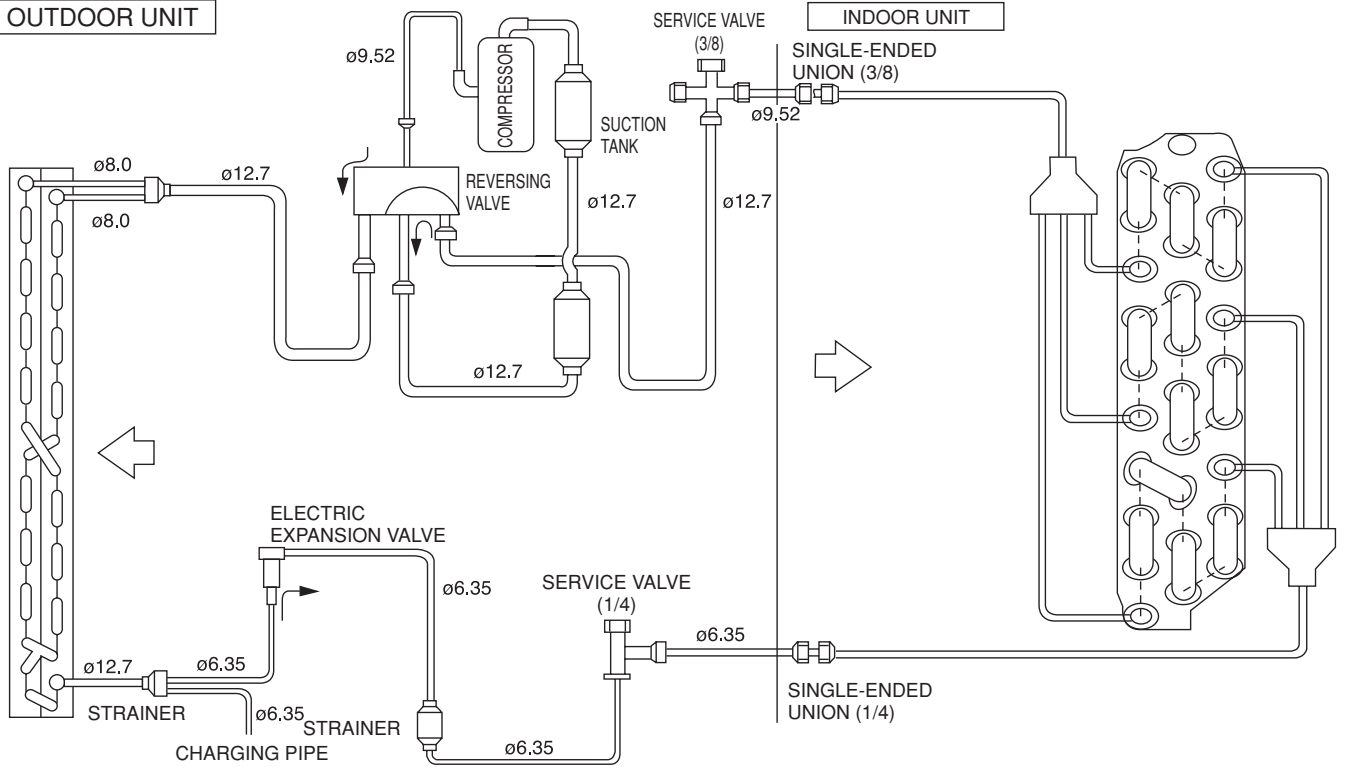 OUTDOOR UNIT
INDOOR UNIT
SERVICE VALVE
(3/8)
SINGLE-ENDED
UNION (3/8)
ø9.52
COMPRESSOR
SUCTION
TANK
ø9.52
ø8.0
ø12.7
REVERSING
VALVE
ø12.7
ø12.7
ø8.0
ø12.7
ELECTRIC
EXPANSION VALVE
ø6.35
SERVICE VALVE
(1/4)
ø6.35
ø12.7
ø6.35
STRAINER
ø6.35
STRAINER
CHARGING PIPE
ø6.35
SINGLE-ENDED
UNION (1/4)